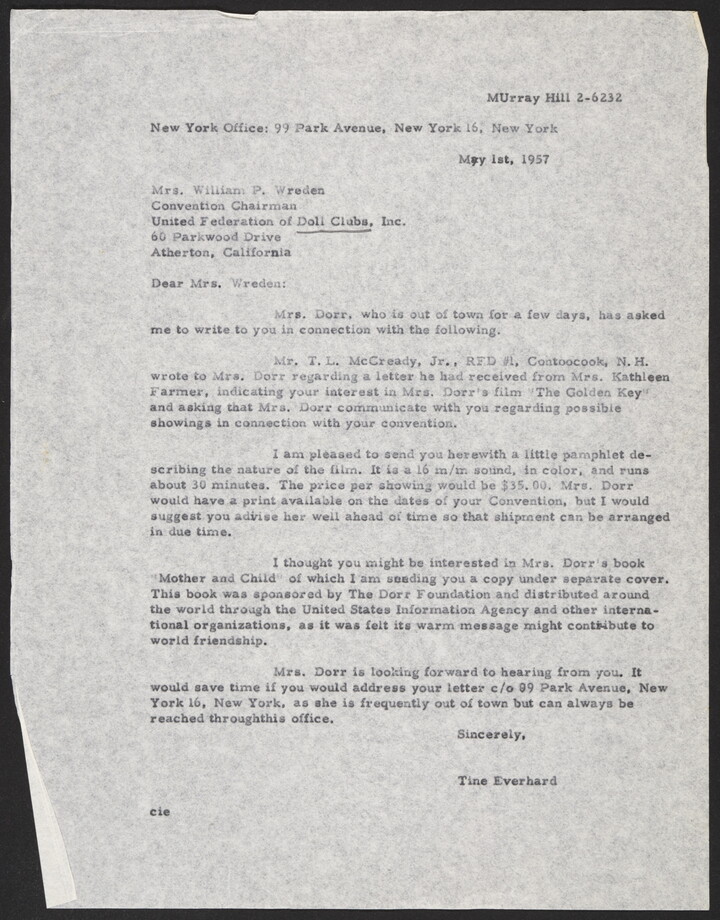 MUrray Hill 2-6232
New York Office: 99 Park Avenue, New York 16, New York
May 1st, 1957
Mrs. William P. Wreden
Convention Chairman
United Federation of Doll Clubs, Inc.
60 Parkwood Drive
Atherton, California
Dear Mrs. Wreden:
Mrs. Dorr, who is out of town for a few days, has asked
me to write to you in connection with the following.
Mr. T. L. McCready, Jr., RFD #1, Contoocook, N. H.
wrote to Mrs. Dorr regarding a letter he had received from Mrs. Kathleen
Farmer, indicating your interest in Mrs. Dorr's film "The Golden Key"
and asking that Mrs. Dorr communicate with you regarding possible
showings in connection with your convention.
I am pleased to send you herewith a little pamphlet de-
scribing the nature of the film. It is a 16 m/m sound, in color, and runs
about 30 minutes. The price per showing would be $35.00. Mrs. Dorr
would have a print available on the dates of your Convention, but I would
suggest you advise her well ahead of time so that shipment can be arranged
in due time.
I thought you might be interested in Mrs. Dorr's book
"Mother and Child" of which I am sending you a copy under separate cover.
This book was sponsored by The Dorr Foundation and distributed around
the world through the United States Information Agency and other interna-
tional organizations, as it was felt its warm message might contribute to
world friendship.
Mrs. Dorr is looking forward to hearing from you. It
would save time if you would address your letter c/o 99 Park Avenue, New
York 16, New York, as she is frequently out of town but can always be
reached throughthis office.
Sincerely,
Tine Everhard
cie